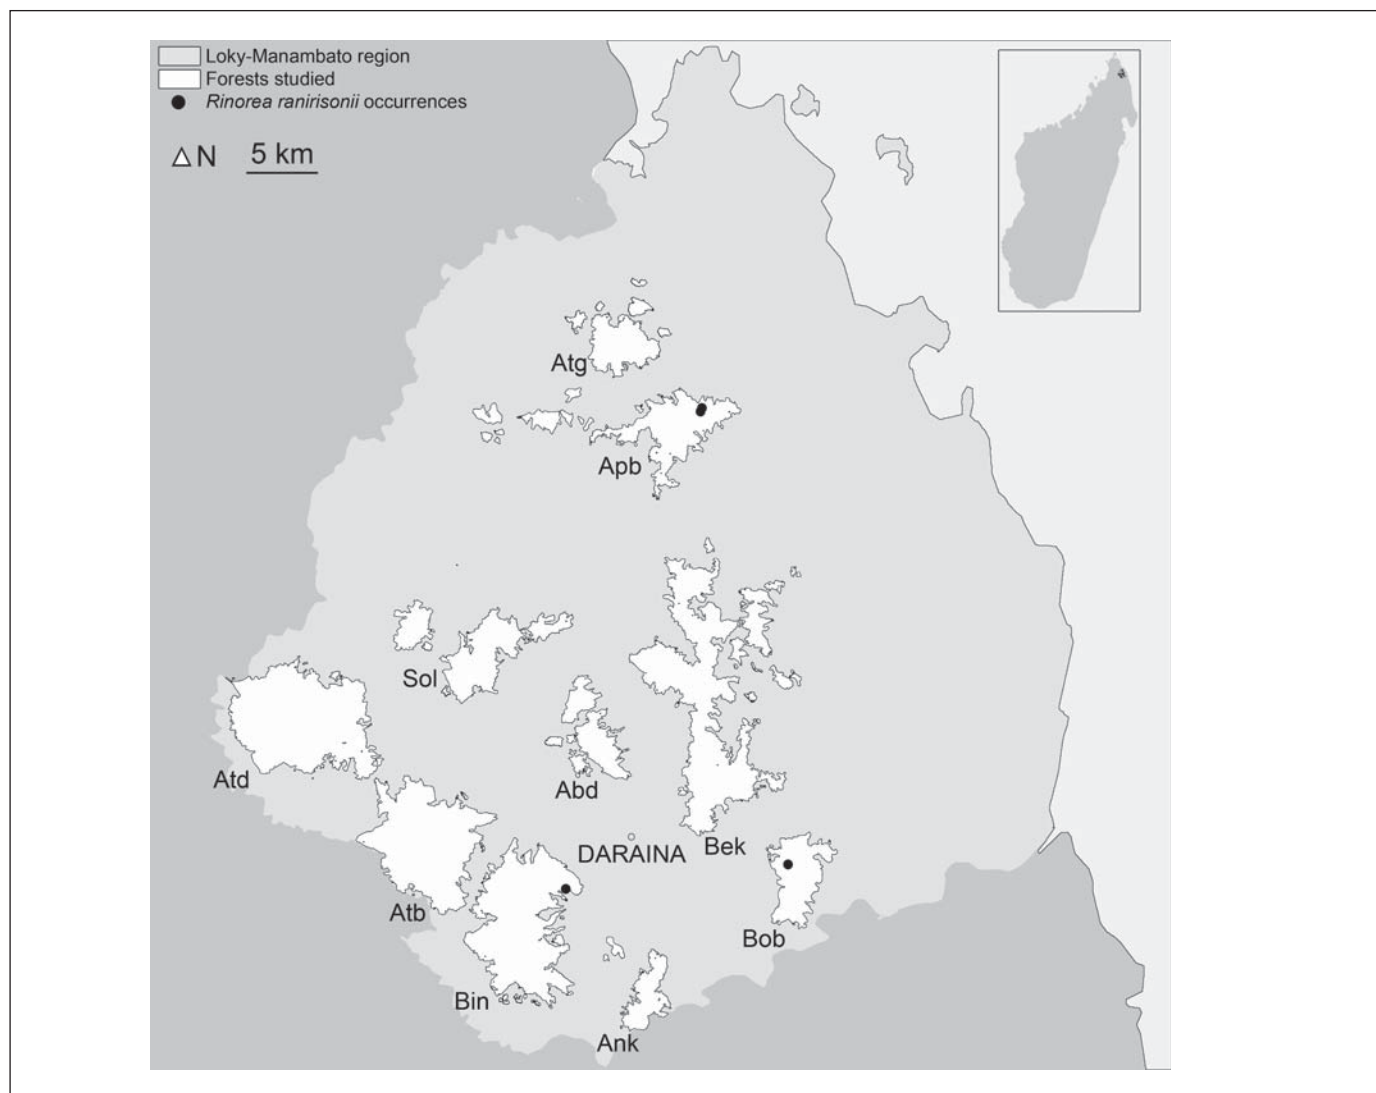 Loky-Manambato region
Forests studied
Rinorea ranirisonii occurrences
N 5 km
Atg
Apb
Sol
Atd
Abd
DARAINA
Bek
Atb
Bob
Bin
Ank